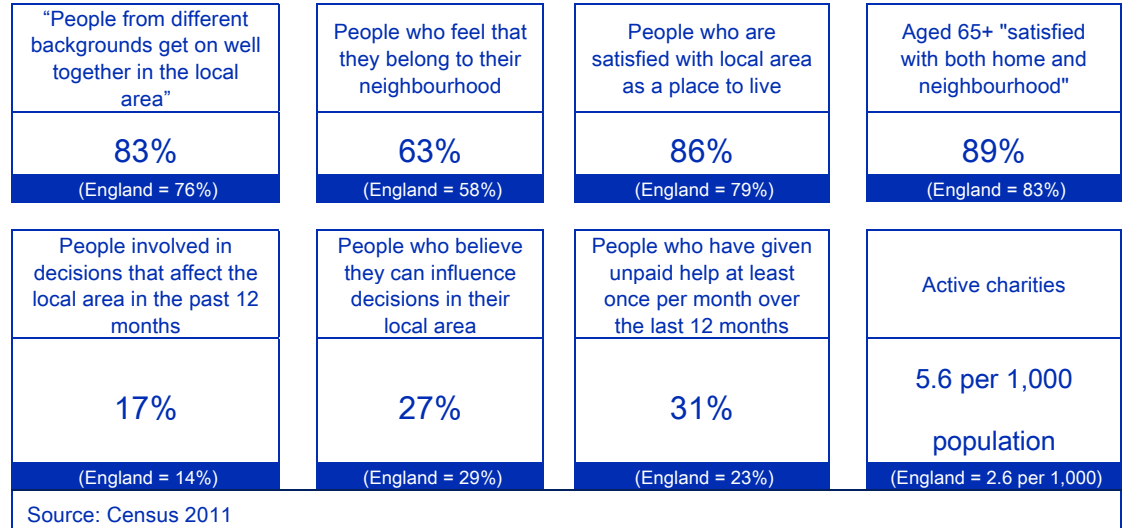 “People from different
backgrounds get on well
together in the local
area”
83%
(England = 76%)
People who feel that
they belong to their
neighbourhood
63%
(England = 58%)
People who are
satisfied with local area
as a place to live
86%
(England = 79%)
Aged 65+ "satisfied
with both home and
neighbourhood"
89%
(England = 83%)
People involved in
decisions that affect the
local area in the past 12
months
17%
(England = 14%)
People who believe
they can influence
decisions in their
local area
27%
(England = 29%)
People who have given
unpaid help at least
once per month over
the last 12 months
31%
(England = 23%)
Active charities
5.6 per 1,000
population
(England = 2.6 per 1,000)
Source: Census 2011